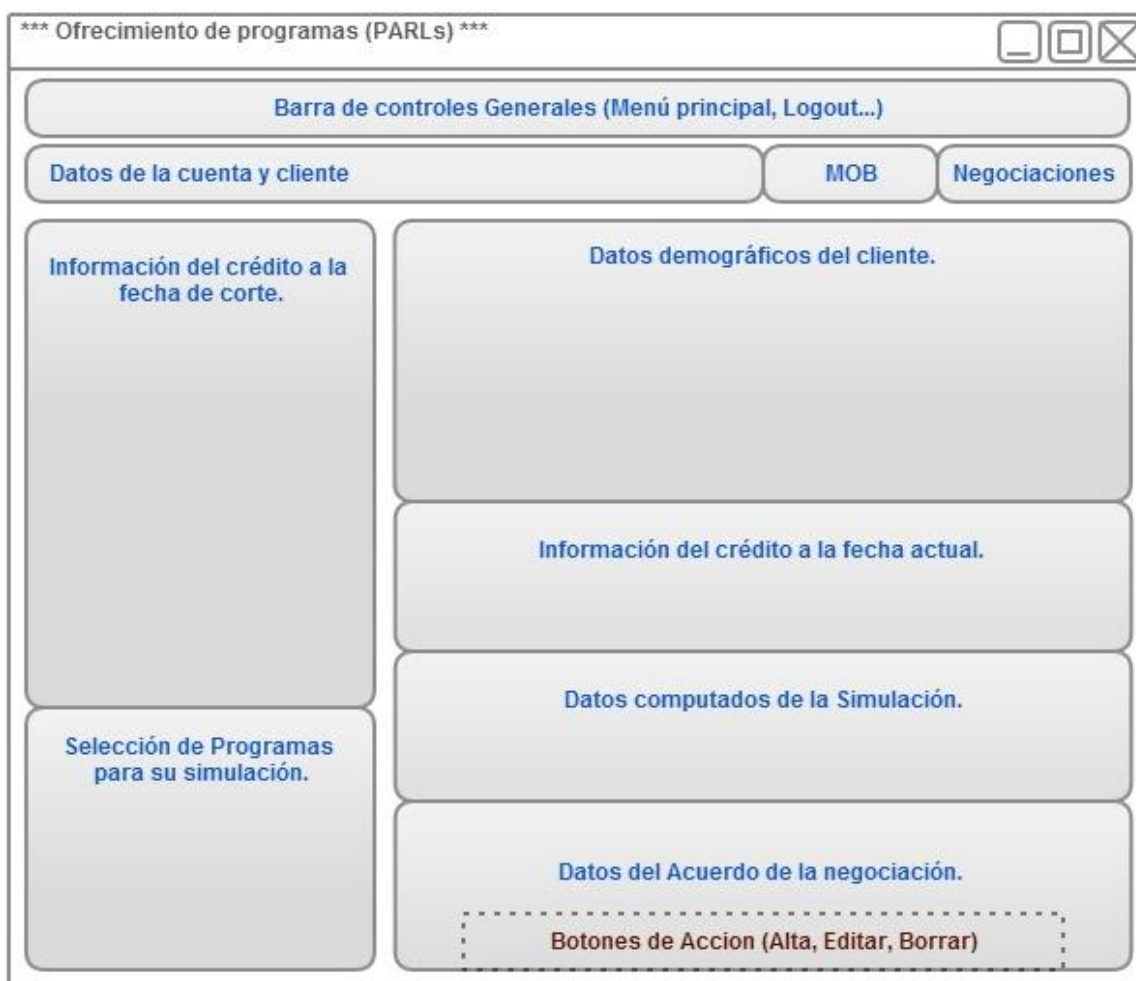 *** Ofrecimiento de programas (PARLs) ***
Barra de controles Generales (Menú principal, Logout...)
Datos de la cuenta y cliente
MOB
Negociaciones
Información del crédito a la
fecha de corte.
Datos demográficos del cliente.
Información del crédito a la fecha actual.
Datos computados de la Simulación.
Selección de Programas
para su simulación.
Datos del Acuerdo de la negociación.
Botones de Accion (Alta, Editar, Borrar)